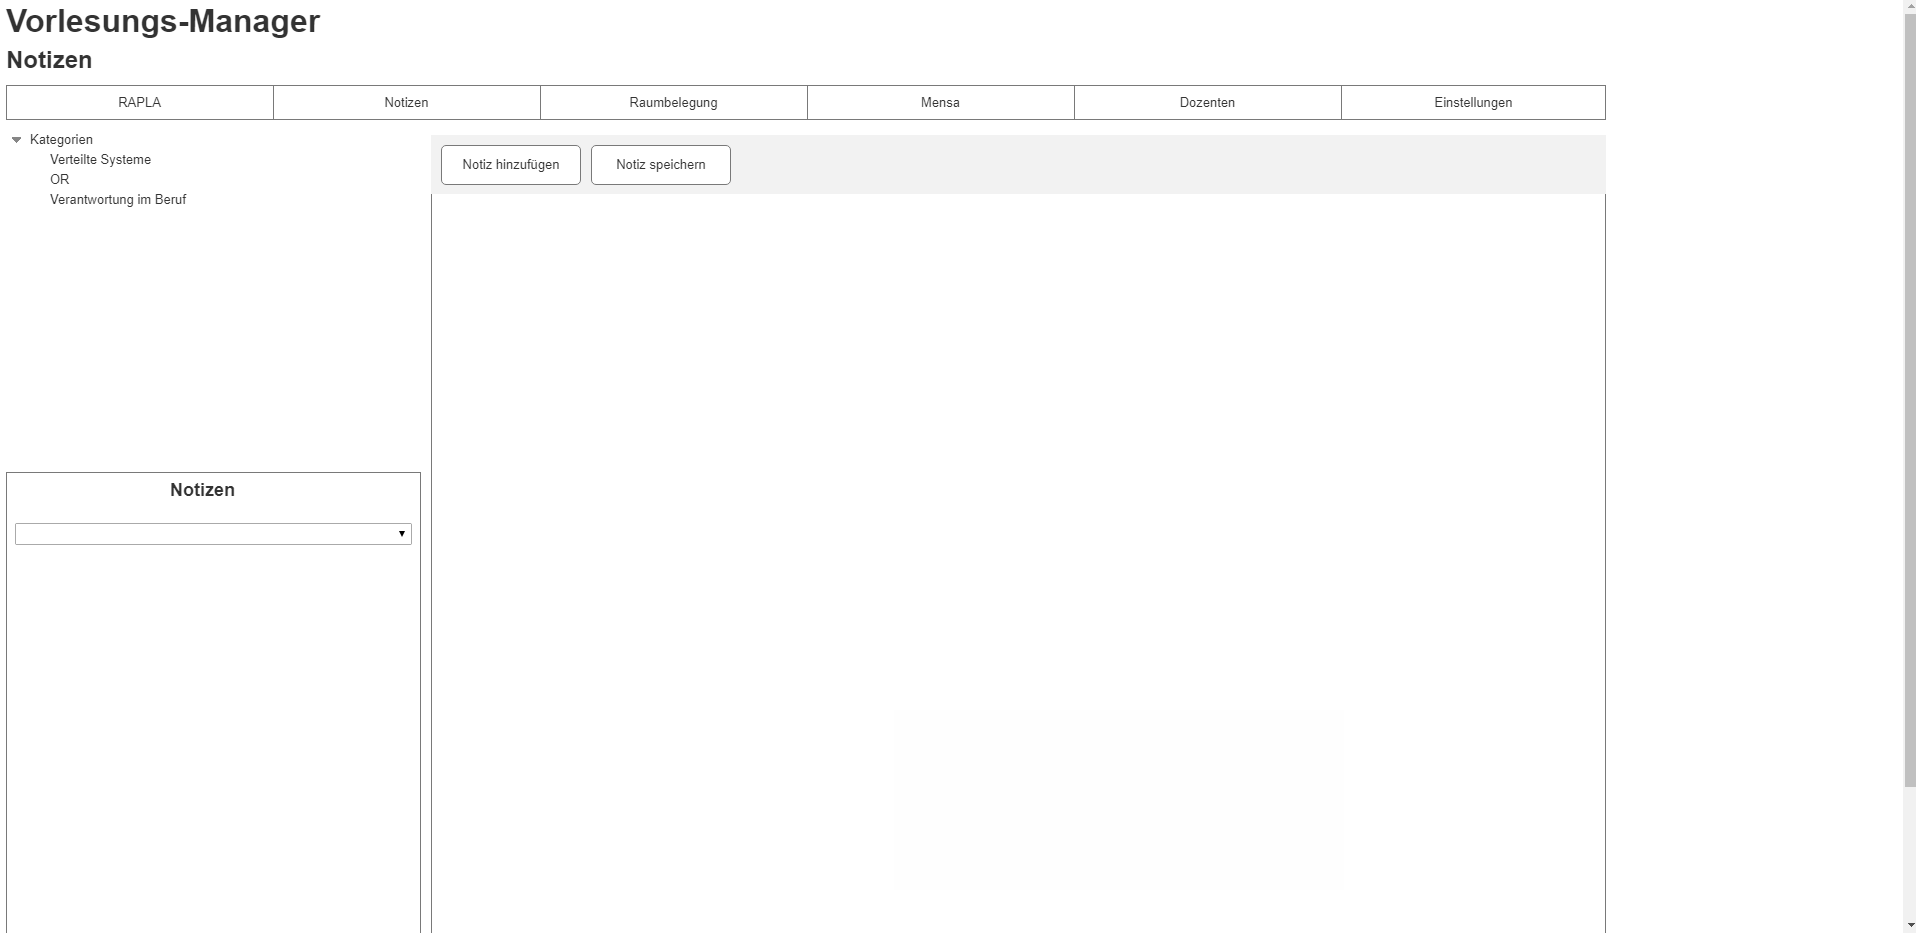 Vorlesungs-Manager
Notizen
RAPLA Notizen Raumbelegung Mensa Dozenten Einstellungen
Kategorien
Verteilte Systeme
OR
Verantwortung im Beruf
Notiz hinzufügen Notiz speichern
Notizen